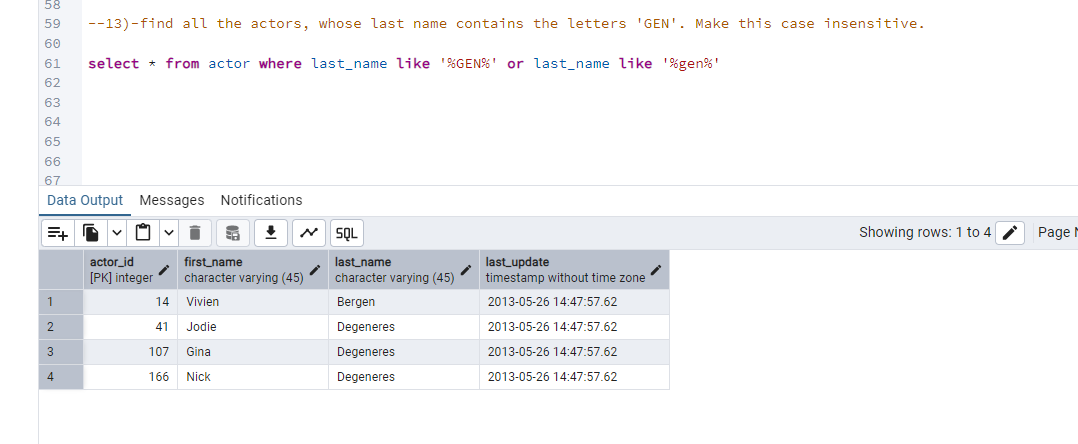 58
59 --13)-find all the actors, whose last name contains the letters 'GEN'. Make this case insensitive.
60
61 select * from actor where last_name like '%GEN%' or last_name like '%gen%'
62
63
64
65
66
67
Data Output Messages Notifications
SQL Showing rows: 1 to 4 Page N
actor_id first_name last_name last_update
[PK] integer character varying (45) character varying (45) timestamp without time zone
1 14 Vivien Bergen 2013-05-26 14:47:57.62
2 41 Jodie Degeneres 2013-05-26 14:47:57.62
3 107 Gina Degeneres 2013-05-26 14:47:57.62
4 166 Nick Degeneres 2013-05-26 14:47:57.62